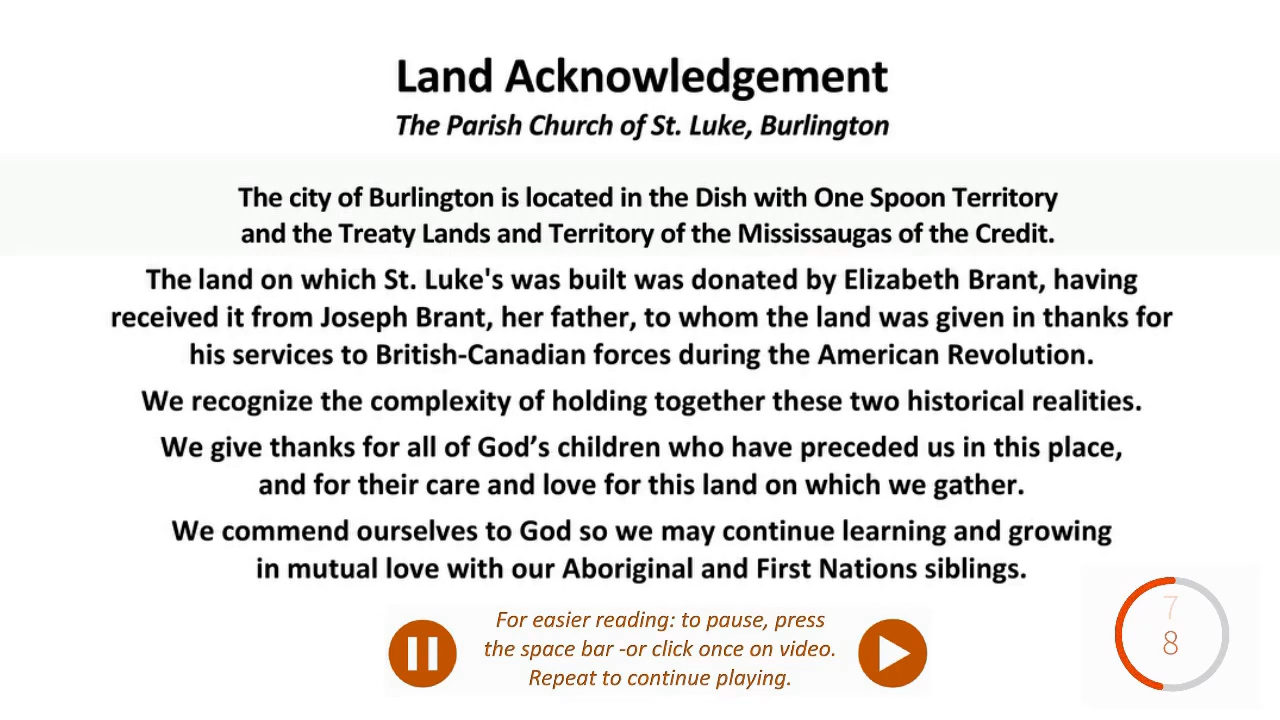 Land Acknowledgement
The Parish Church of St. Luke, Burlington
The city of Burlington is located in the Dish with One Spoon Territory
and the Treaty Lands and Territory of the Mississaugas of the Credit.
The land on which St. Luke's was built was donated by Elizabeth Brant, having
received it from Joseph Brant, her father, to whom the land was given in thanks for
his services to British-Canadian forces during the American Revolution.
We recognize the complexity of holding together these two historical realities.
We give thanks for all of God’s children who have preceded us in this place,
and for their care and love for this land on which we gather.
We commend ourselves to God so we may continue learning and growing
in mutual love with our Aboriginal and First Nations siblings.
For easier reading: to pause, press
the space bar -or click once on video.
Repeat to continue playing.
7
8